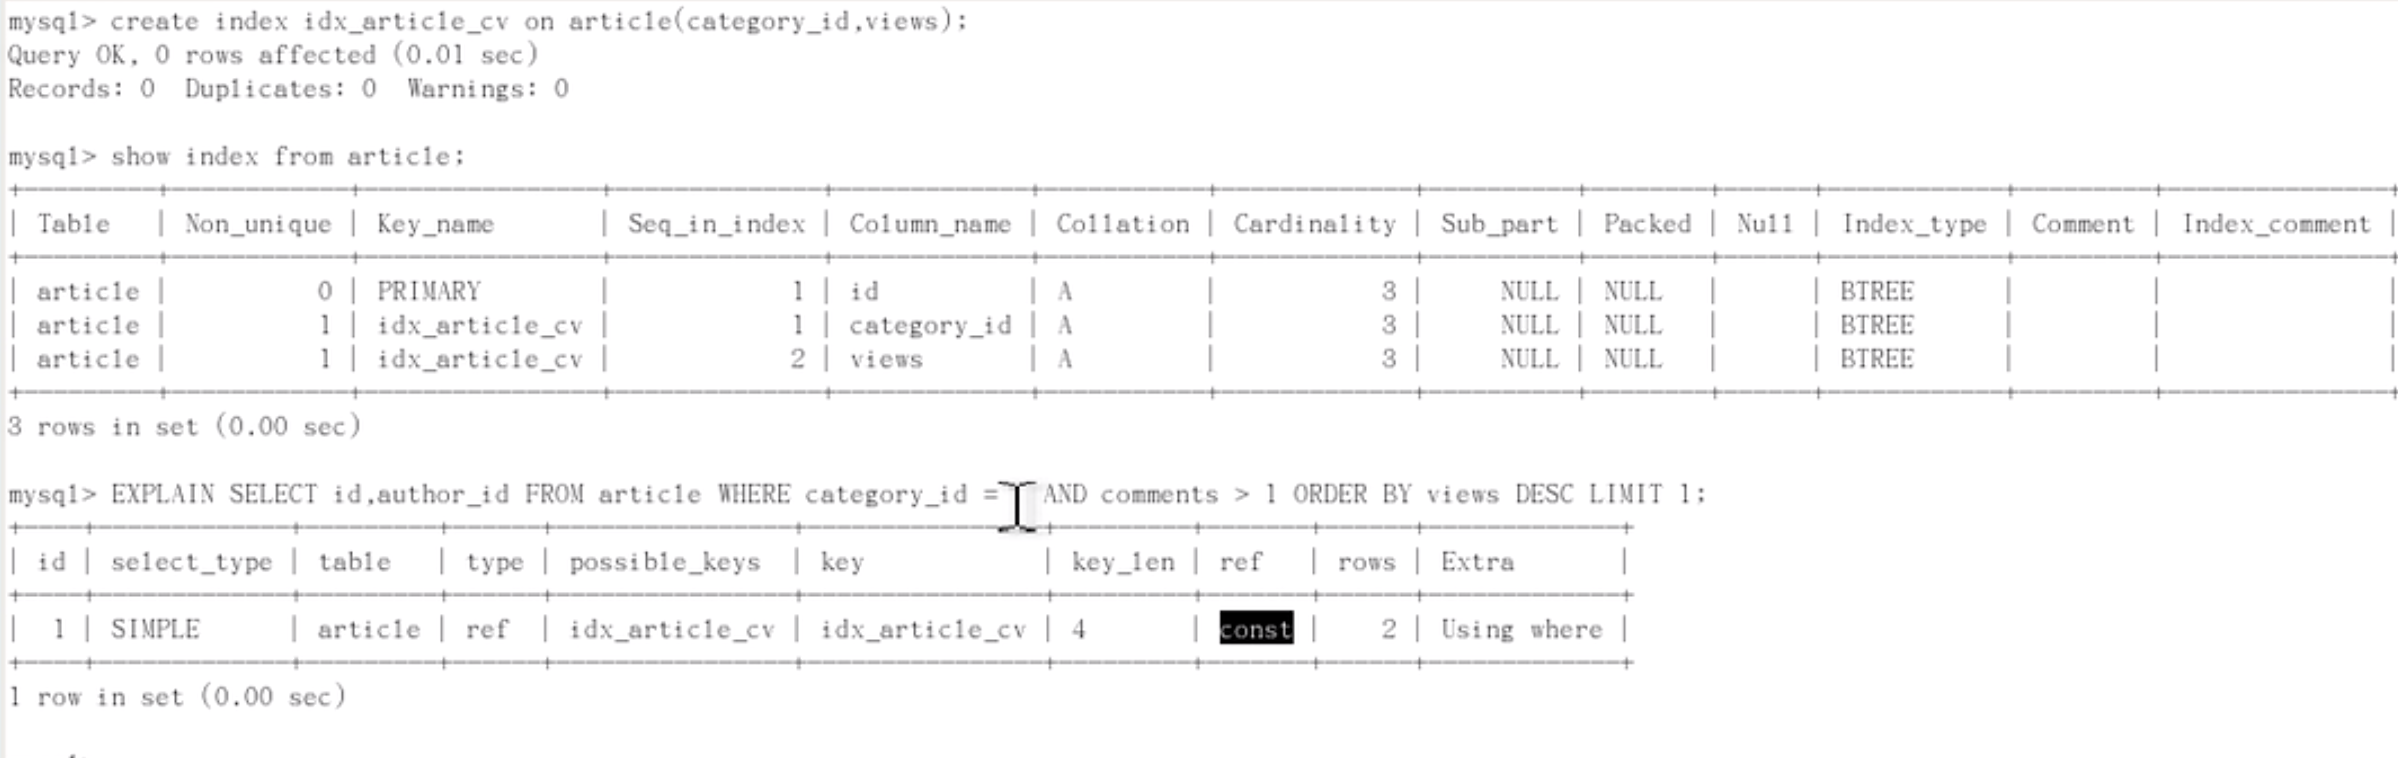 mysql> create index idx_article_cv on article(category_id,views);
Query OK, 0 rows affected (0.01 sec)
Records: 0  Duplicates: 0  Warnings: 0
mysql> show index from article;
| Table | Non_unique | Key_name | Seq_in_index | Column_name | Collation | Cardinality | Sub_part | Packed | Null | Index_type | Comment | Index_comment |
| article | 0 | PRIMARY | 1 | id | A | 3 | NULL | NULL | | BTREE | | |
| article | 1 | idx_article_cv | 1 | category_id | A | 3 | NULL | NULL | | BTREE | | |
| article | 1 | idx_article_cv | 2 | views | A | 3 | NULL | NULL | | BTREE | | |
3 rows in set (0.00 sec)
mysql> EXPLAIN SELECT id,author_id FROM article WHERE category_id = AND comments > 1 ORDER BY views DESC LIMIT 1;
| id | select_type | table | type | possible_keys | key | key_len | ref | rows | Extra |
| 1 | SIMPLE | article | ref | idx_article_cv | idx_article_cv | 4 | const | 2 | Using where |
1 row in set (0.00 sec)